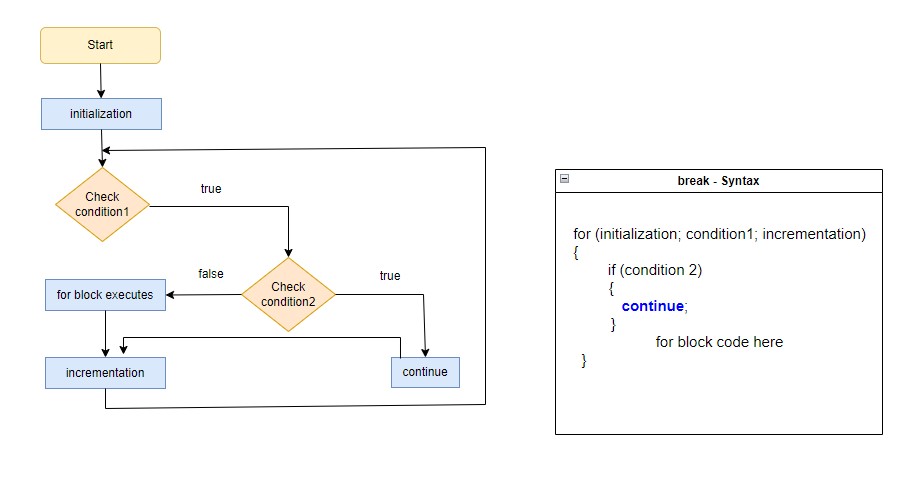 Start
initialization
Check
condition1
true
false
true
for block executes
Check
condition2
incrementation
continue
break - Syntax
for (initialization; condition1; incrementation)
{
if (condition 2)
{
continue;
}
for block code here
}